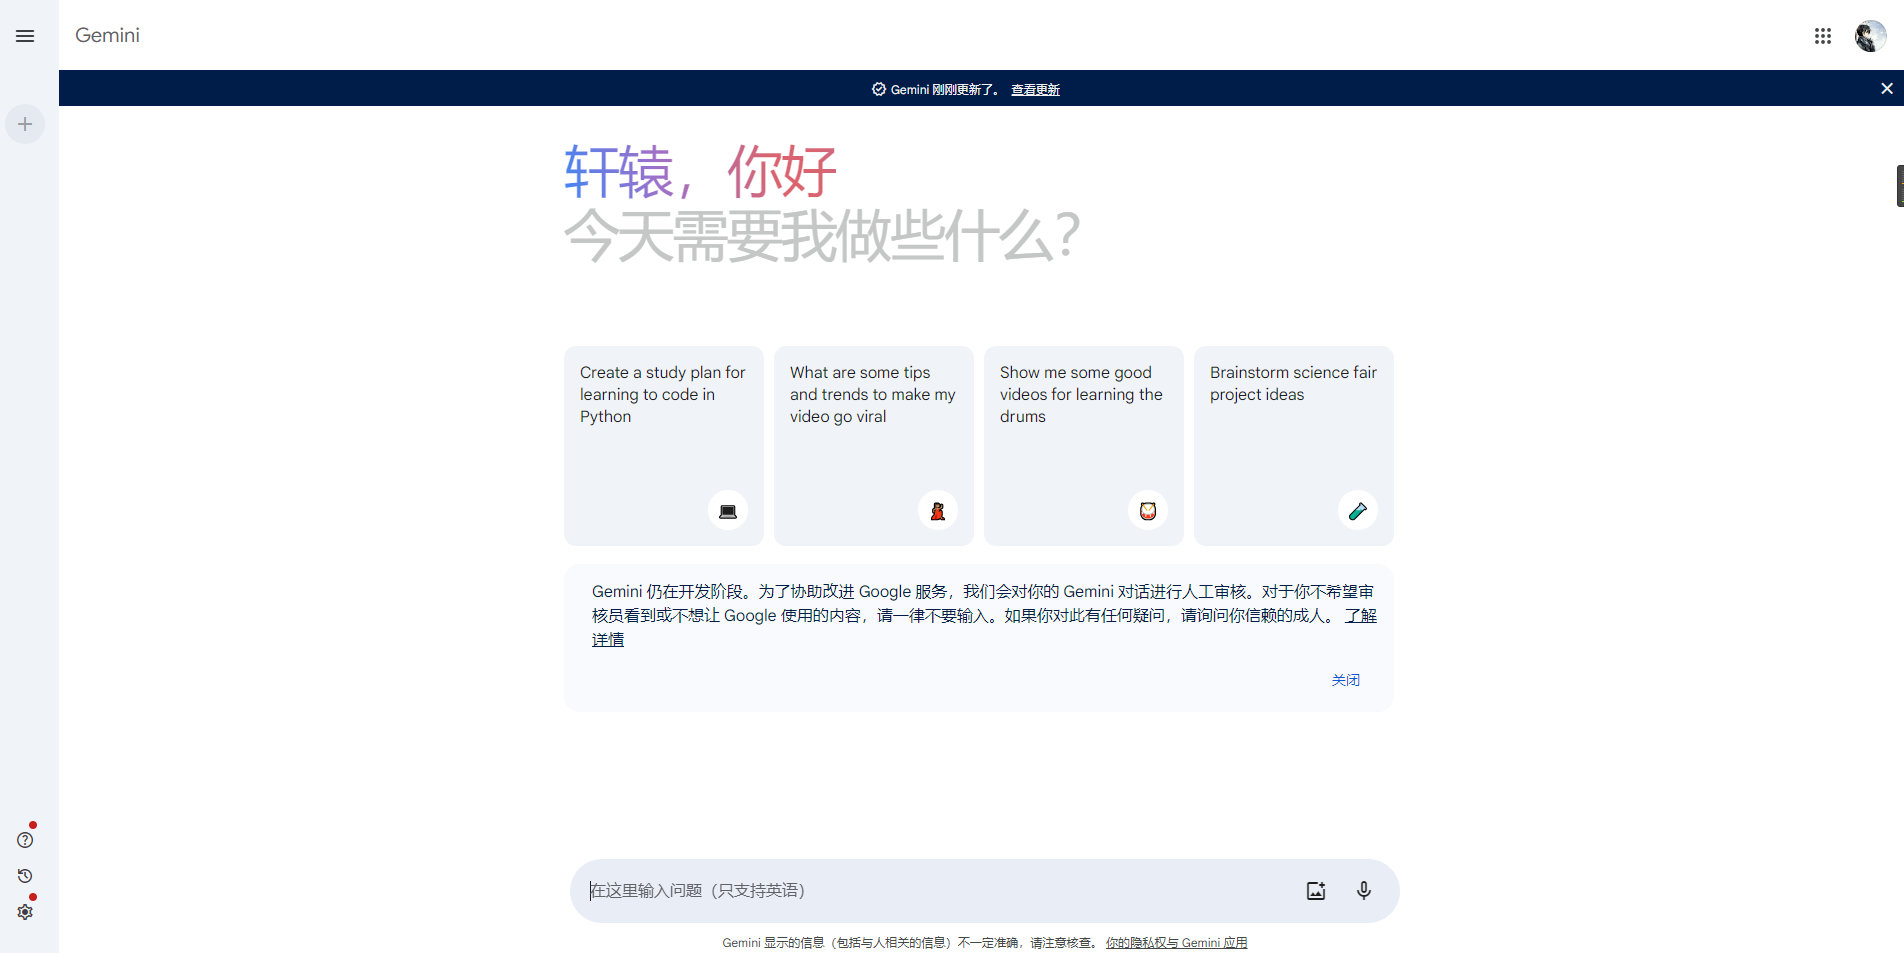 Gemini
Gemini 刚刚更新了。 查看更新
轩辕，你好
今天需要我做些什么？
Create a study plan for
learning to code in
Python
What are some tips
and trends to make my
video go viral
Show me some good
videos for learning the
drums
Brainstorm science fair
project ideas
Gemini 仍在开发阶段。为了协助改进 Google 服务，我们会对你的 Gemini 对话进行人工审核。对于你不希望审
核员看到或不想让 Google 使用的内容，请一律不要输入。如果你对此有任何疑问，请询问你信赖的成人。 了解
详情
关闭
在这里输入问题（只支持英语）
Gemini 显示的信息（包括与人相关的信息）不一定准确，请注意核查。 你的隐私权与 Gemini 应用